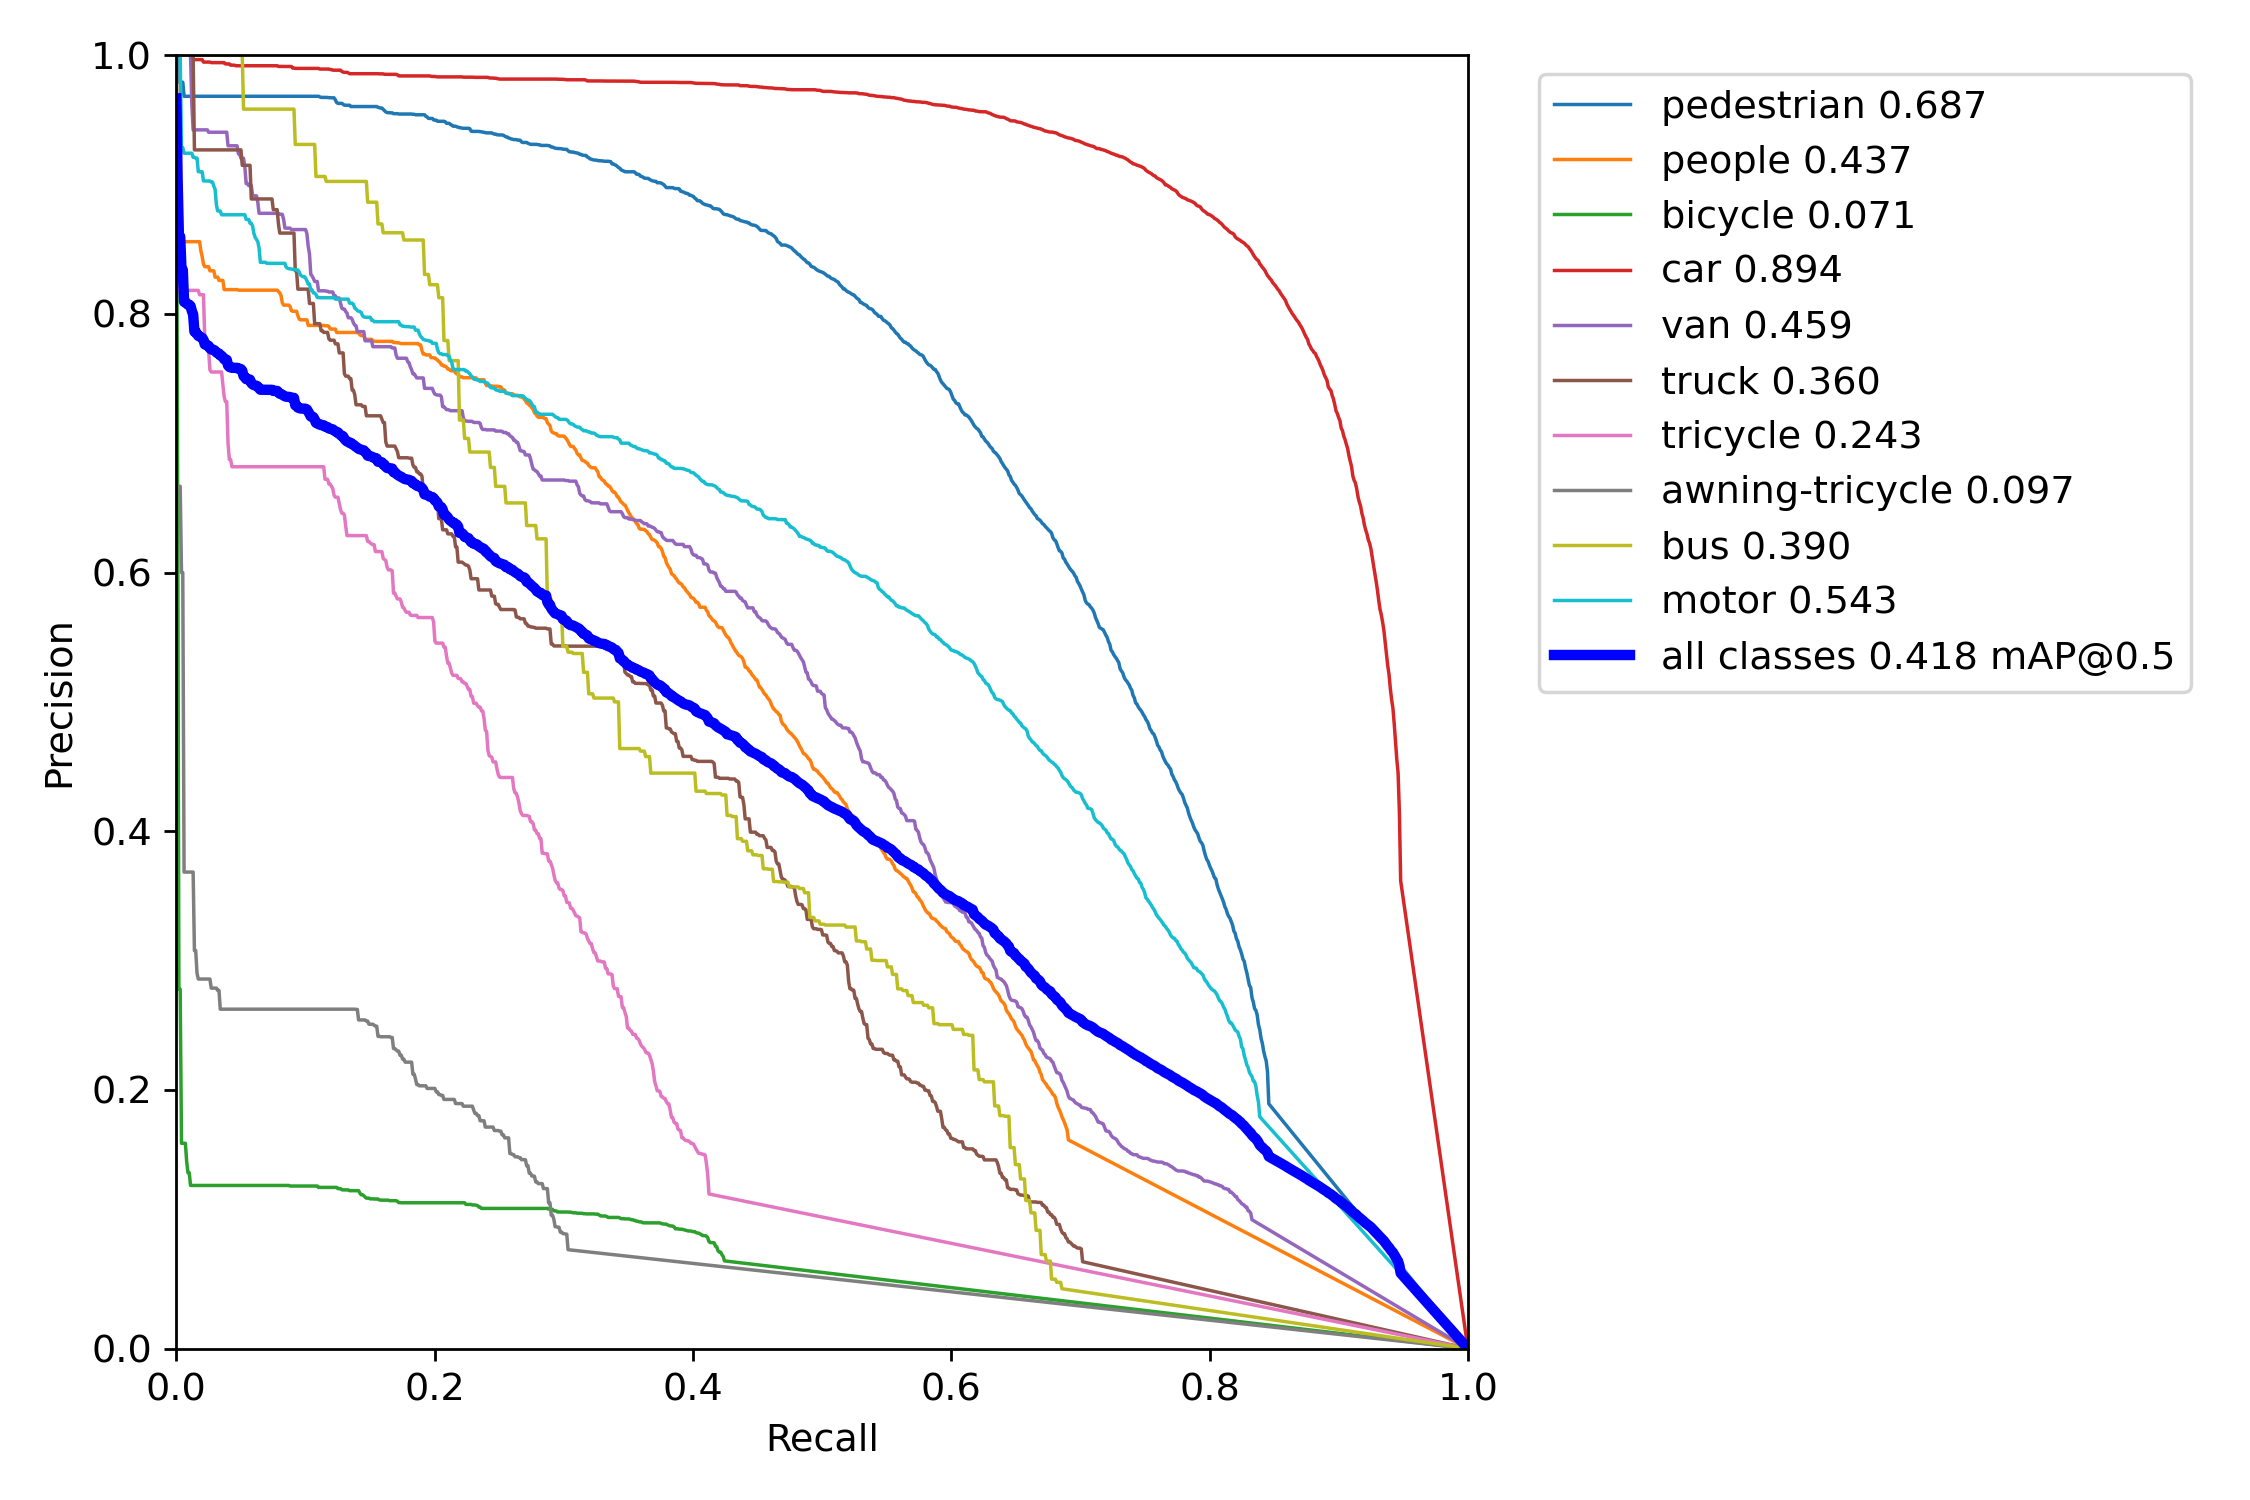 1.0
0.8
0.6
0.4
0.2
0.0
Precision
0.0 0.2 0.4 0.6 0.8 1.0
Recall
pedestrian 0.687
people 0.437
bicycle 0.071
car 0.894
van 0.459
truck 0.360
tricycle 0.243
awning-tricycle 0.097
bus 0.390
motor 0.543
all classes 0.418 mAP@0.5